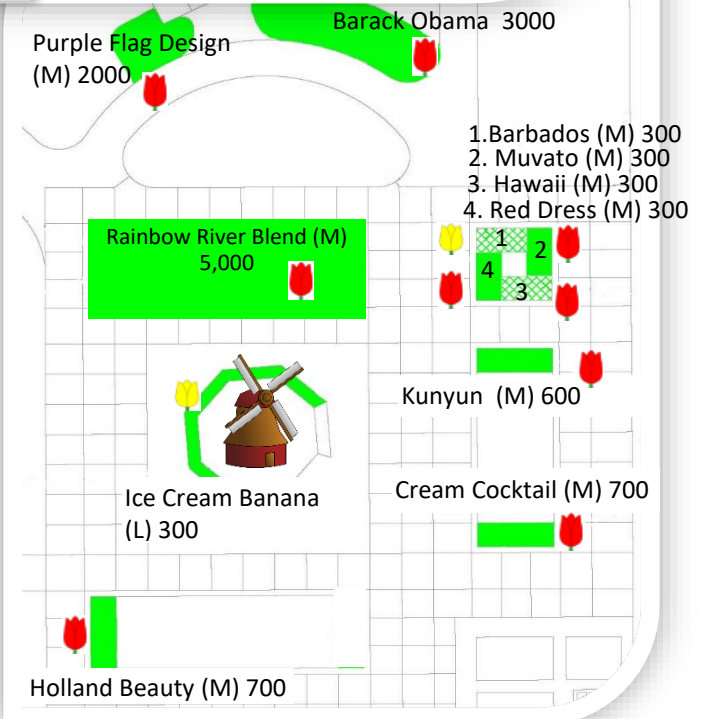 Barack Obama 3000
Purple Flag Design
(M) 2000
1.Barbados (M) 300
2. Muvato (M) 300
3. Hawaii (M) 300
4. Red Dress (M) 300
Rainbow River Blend (M)
5,000
1
2
4
3
Kunyun (M) 600
Ice Cream Banana
(L) 300
Cream Cocktail (M) 700
Holland Beauty (M) 700